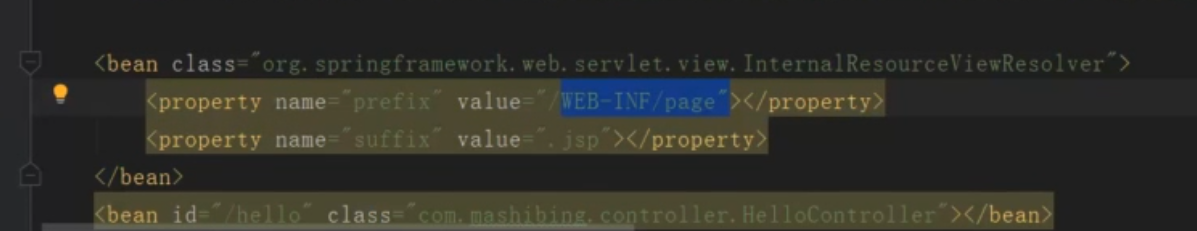 <bean class="org.springframework.web.servlet.view.InternalResourceViewResolver">
<property name="prefix" value="/WEB-INF/page"></property>
<property name="suffix" value=".jsp"></property>
</bean>
<bean id="/hello" class="com.mashibing.controller.HelloController"></bean>